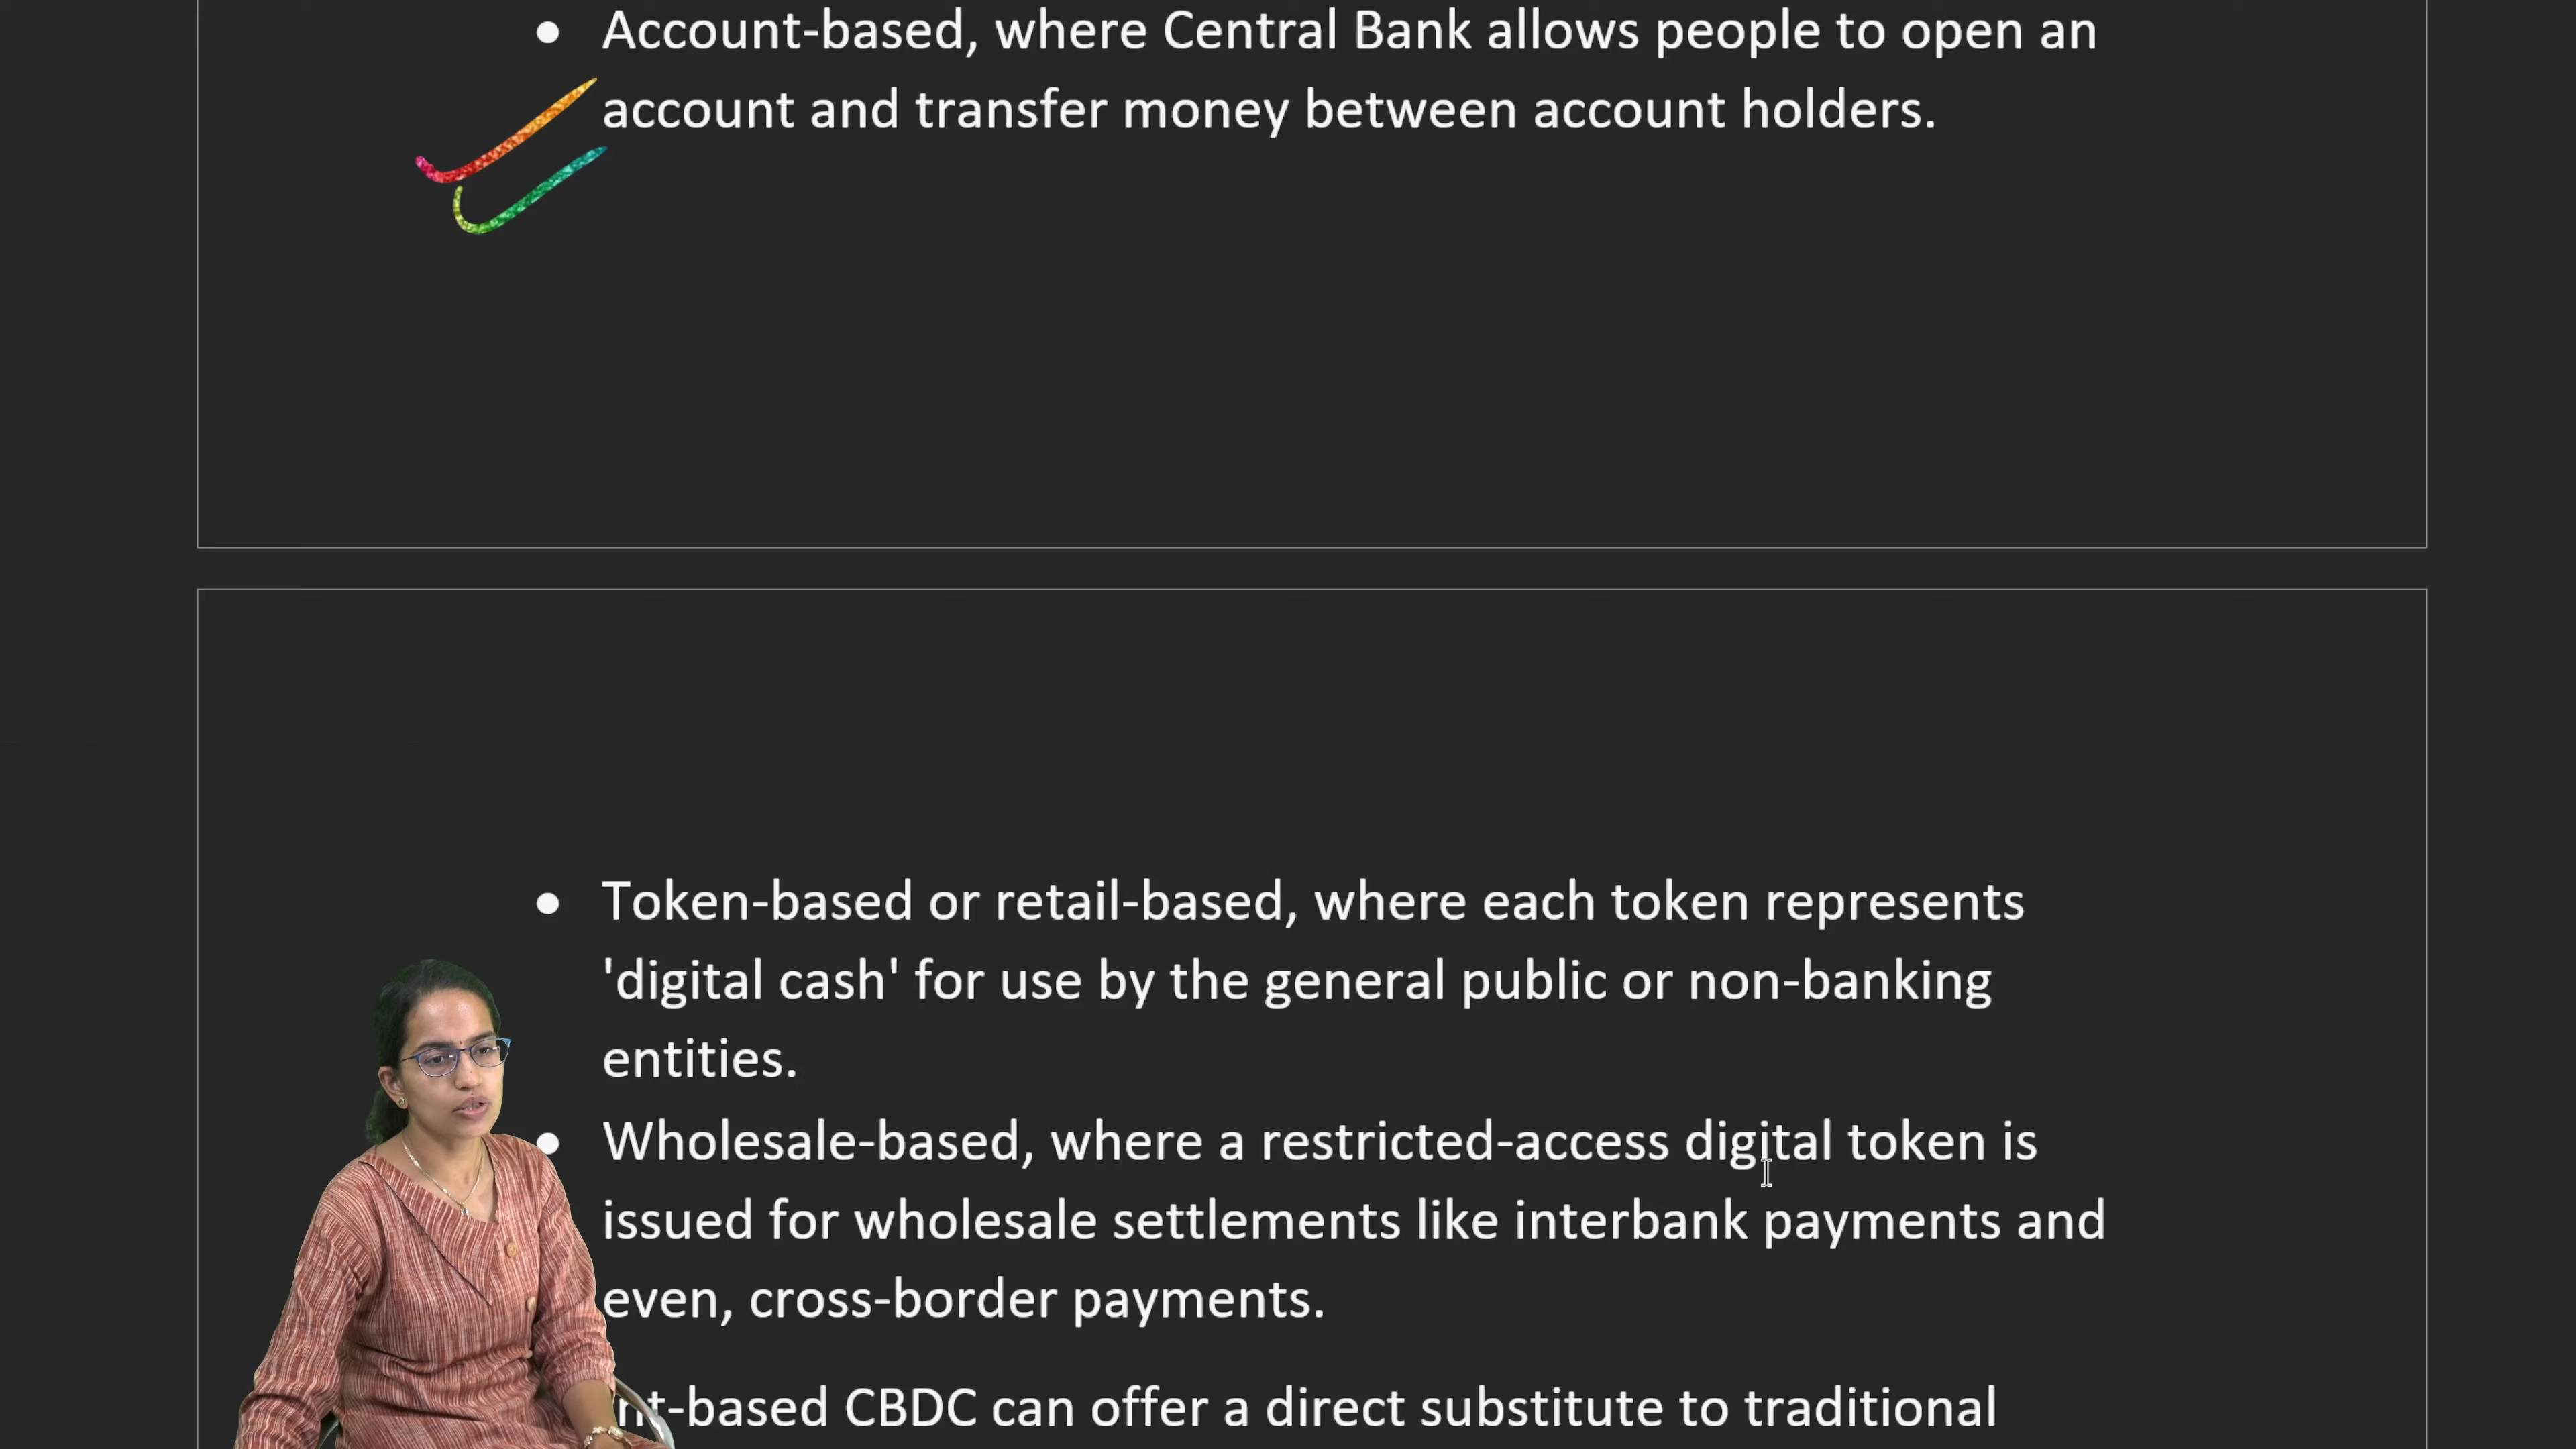 Account-based, where Central Bank allows people to open an
account and transfer money between account holders.
Token-based or retail-based, where each token represents
'digital cash' for use by the general public or non-banking
entities.
Wholesale-based, where a restricted-access digital token is
issued for wholesale settlements like interbank payments and
even, cross-border payments.
nt-based CBDC can offer a direct substitute to traditional